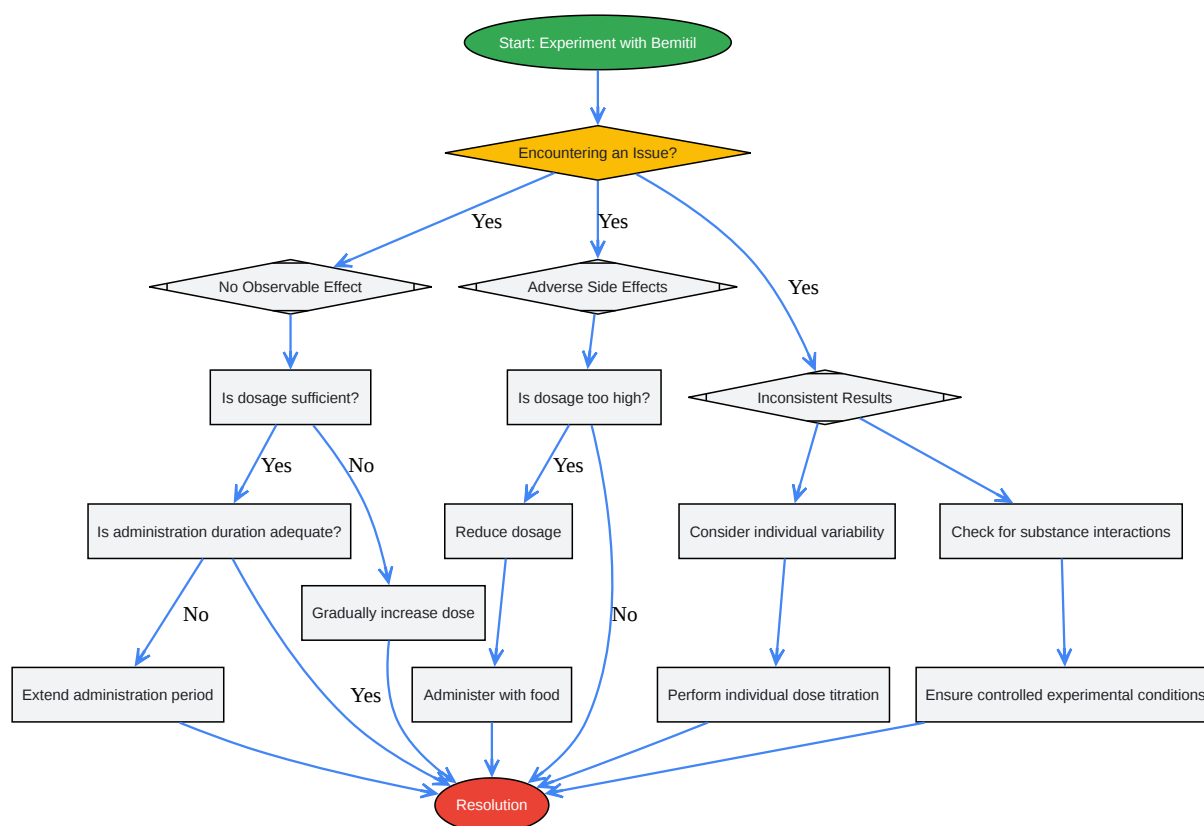 Start: Experiment with Bemitil
Encountering an Issue?
Yes
Yes
Yes
No Observable Effect
Adverse Side Effects
Is dosage sufficient?
Is dosage too high?
Inconsistent Results
Yes
No
Yes
Is administration duration adequate?
Reduce dosage
Consider individual variability
Check for substance interactions
No
Gradually increase dose
No
Extend administration period
Yes
Administer with food
Perform individual dose titration
Ensure controlled experimental conditions
Resolution